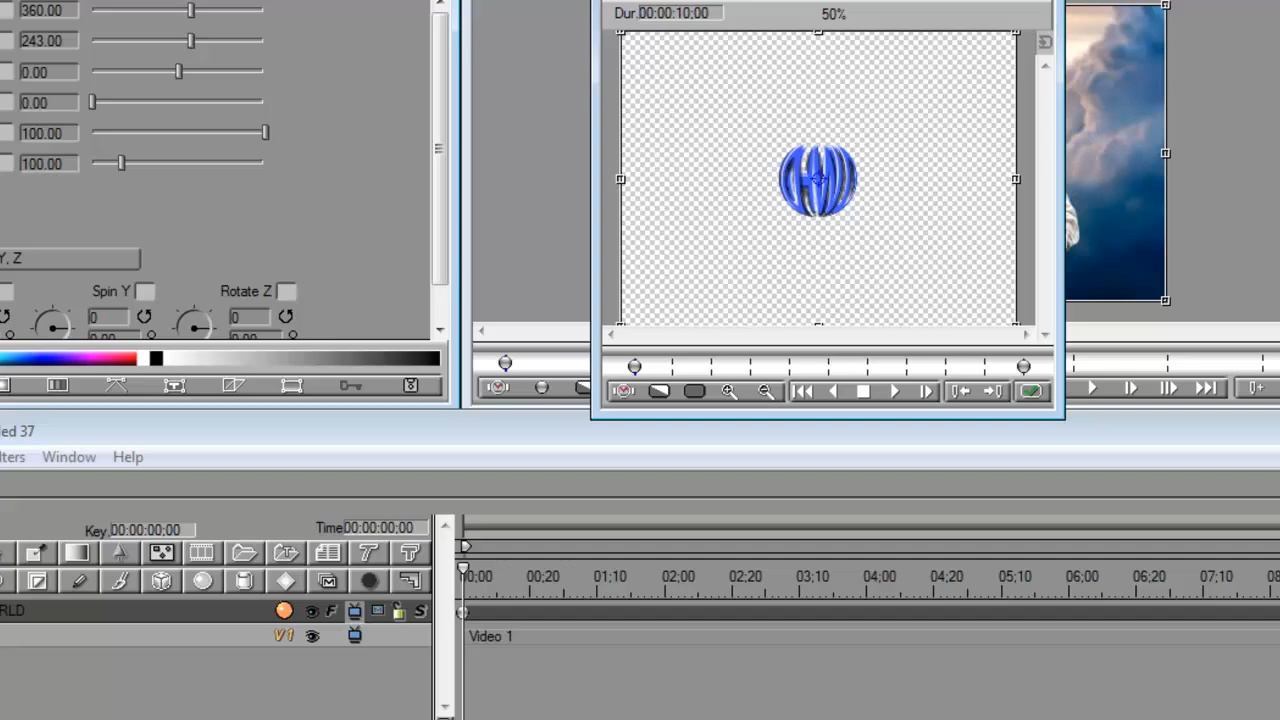 360.00
243.00
0.00
0.00
100.00
100.00
Y, Z
Spin Y
Rotate Z
0
0
Dur. 00:00:10;00
50%
led 37
lters Window Help
Key. 00:00:00;00
Time 00:00:00;00
00:00 00:20 01:10 02:00 02:20 03:10 04:00 04:20 05:10 06:00 06:20 07:10 08
RLD
F
S
V1
Video 1